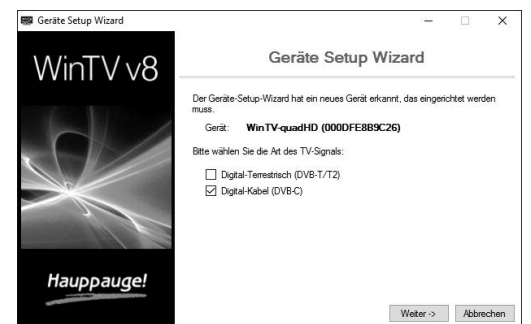 Geräte Setup Wizard
WinTV v8
Geräte Setup Wizard
Der Geräte-Setup-Wizard hat ein neues Gerät erkannt, das eingerichtet werden
muss.
Gerät: WinTV-quadHD (000DFE8B9C26)
Bitte wählen Sie die Art des TV-Signals:
Digital-Terrestrisch (DVB-T/T2)
Digital-Kabel (DVB-C)
Hauppauge!
Weiter -> Abbrechen